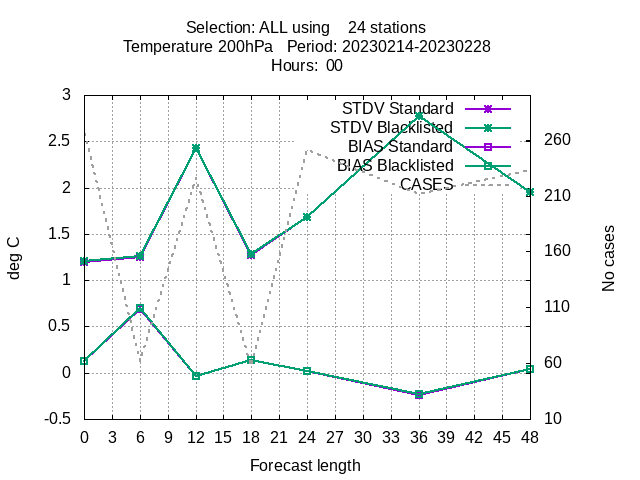 Selection: ALL using    24 stations
Temperature 200hPa   Period: 20230214-20230228
Hours:  00
STDV Standard
STDV Blacklisted
BIAS Standard
BIAS Blacklisted
CASES
3
2.5
2
1.5
1
0.5
0
-0.5
deg C
260
210
160
110
60
10
No cases
0 3 6 9 12 15 18 21 24 27 30 33 36 39 42 45 48
Forecast length